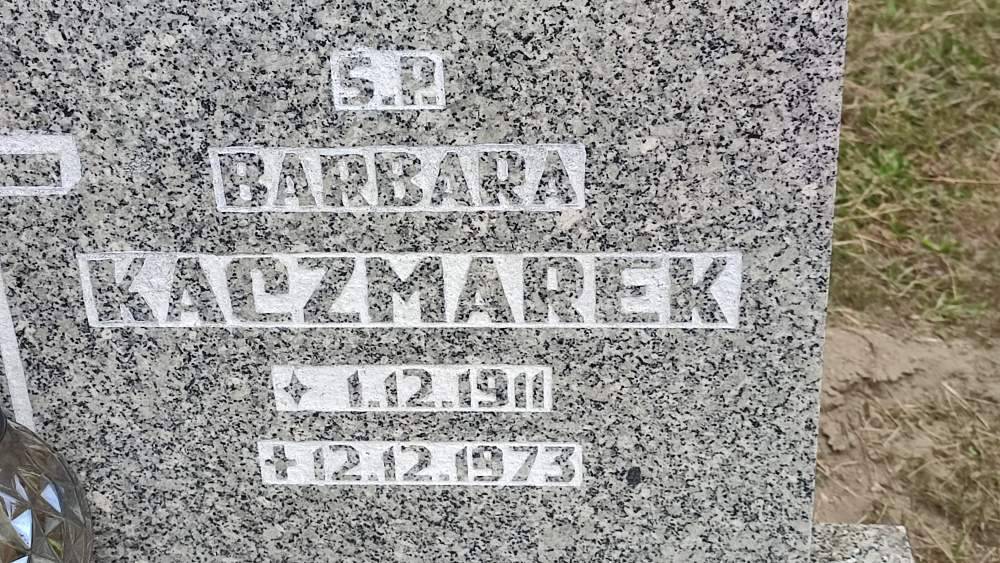 Ś.P.
BARBARA
KACZMAREK
✦ 1.12.1911
✝ 12.12.1973